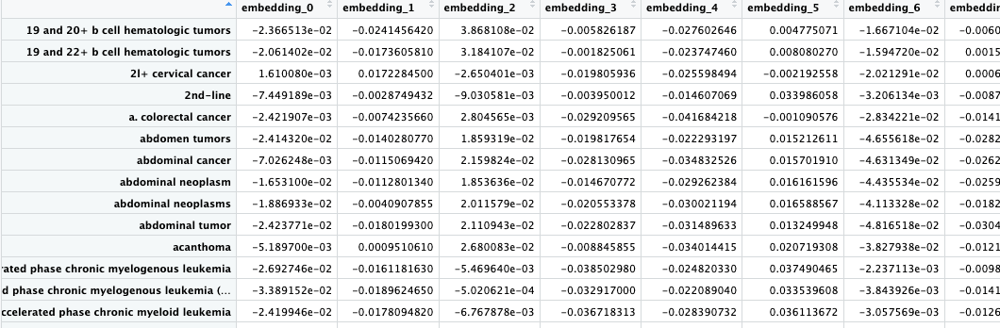 embedding_0 embedding_1 embedding_2 embedding_3 embedding_4 embedding_5 embedding_6
19 and 20+ b cell hematologic tumors −2.366513e−02 −0.0241456420 3.868108e−02 −0.005826187 −0.027602646 0.004775071 −1.667104e−02 −0.0060
19 and 22+ b cell hematologic tumors −2.061402e−02 −0.0173605810 3.184107e−02 −0.001825061 −0.023747460 0.008080270 −1.594720e−02 0.0015
2l+ cervical cancer 1.610080e−03 0.0172284500 −2.650401e−03 −0.019805936 −0.025598494 −0.002192558 −2.021291e−02 0.0006
2nd−line −7.449189e−03 −0.0028749432 −9.030581e−03 −0.003950012 −0.014607069 0.033986058 −3.206134e−03 −0.0087
a. colorectal cancer −2.421907e−03 −0.0074235660 2.804565e−03 −0.029209565 −0.041684218 −0.001090576 −2.834221e−02 −0.0141
abdomen tumors −2.414320e−02 −0.0140280770 1.859319e−02 −0.019817654 −0.022293197 0.015212611 −4.655618e−02 −0.0282
abdominal cancer −7.026248e−03 −0.0115069420 2.159824e−02 −0.028130965 −0.034832526 0.015701910 −4.631349e−02 −0.0262
abdominal neoplasm −1.653100e−02 −0.0112801340 1.853636e−02 −0.014670772 −0.029262384 0.016161596 −4.435534e−02 −0.0259
abdominal neoplasms −1.886933e−02 −0.0040907855 2.011579e−02 −0.020553378 −0.030021194 0.016588567 −4.113328e−02 −0.0182
abdominal tumor −2.423771e−02 −0.0180199300 2.110943e−02 −0.022802837 −0.031489633 0.013249948 −4.816518e−02 −0.0304
acanthoma −5.189700e−03 0.0009510610 2.680083e−02 −0.008845855 −0.034014415 0.020719308 −3.827938e−02 −0.0121
rated phase chronic myelogenous leukemia −2.692746e−02 −0.0161181630 −5.469640e−03 −0.038502980 −0.024820330 0.037490465 −2.237113e−03 −0.0098
d phase chronic myelogenous leukemia (... −3.389152e−02 −0.0189624650 −5.020621e−04 −0.032917000 −0.022089040 0.033539608 −3.843926e−03 −0.0141
ccelerated phase chronic myeloid leukemia −2.419946e−02 −0.0178094820 −6.767878e−03 −0.036718313 −0.028390732 0.036113672 −3.057569e−03 −0.0126